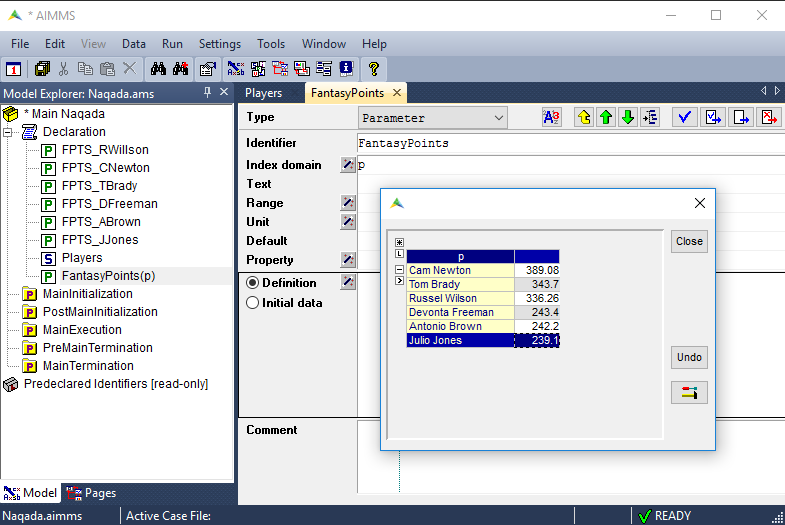 * AIMMS
File Edit View Data Run Settings Tools Window Help
Model Explorer: Naqada.ams
Players FantasyPoints
* Main Naqada
Declaration
FPTS_RWillson
FPTS_CNewton
FPTS_TBrady
FPTS_DFreeman
FPTS_ABrown
FPTS_JJones
Players
FantasyPoints(p)
MainInitialization
PostMainInitialization
MainExecution
PreMainTermination
MainTermination
Predeclared Identifiers [read-only]
Type Parameter
Identifier FantasyPoints
Index domain p
Text
Range
Unit
Default
Property
Definition
Initial data
Comment
p
Cam Newton 389.08
Tom Brady 343.7
Russel Wilson 336.26
Devonta Freeman 243.4
Antonio Brown 242.2
Julio Jones 239.1
Close
Undo
Model Pages
Naqada.aimms Active Case File: READY